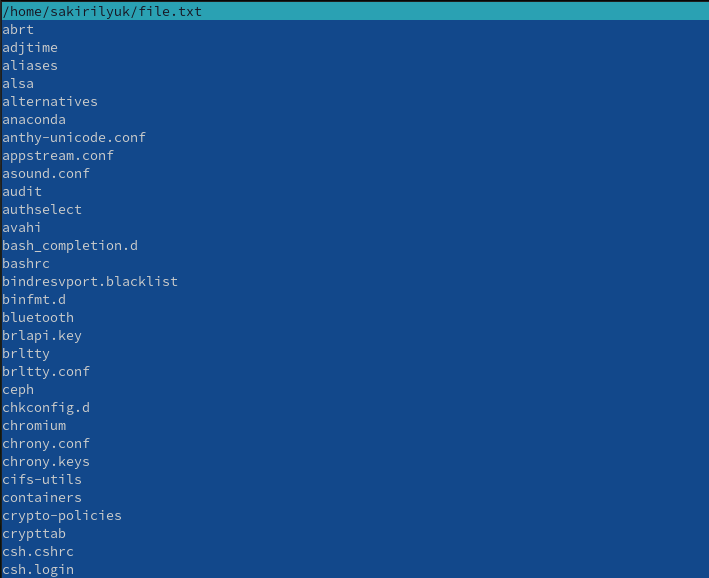 /home/sakirilyuk/file.txt
abrt
adjtime
aliases
alsa
alternatives
anaconda
anthy-unicode.conf
appstream.conf
asound.conf
audit
authselect
avahi
bash_completion.d
bashrc
bindresvport.blacklist
binfmt.d
bluetooth
brlapi.key
brltty
brltty.conf
ceph
chkconfig.d
chromium
chrony.conf
chrony.keys
cifs-utils
containers
crypto-policies
crypttab
csh.cshrc
csh.login